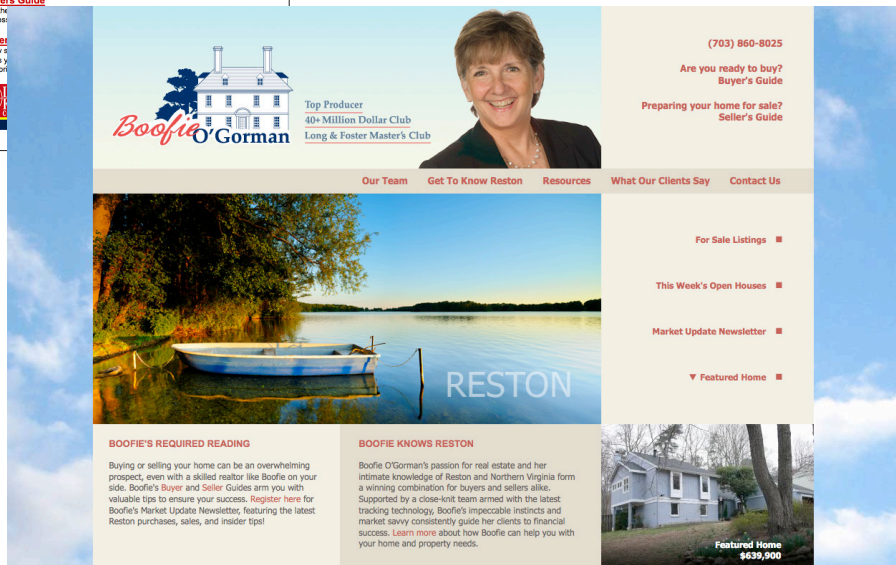 ers Guide
Boofie O'Gorman
Top Producer
40+ Million Dollar Club
Long & Foster Master's Club
(703) 860-8025
Are you ready to buy?
Buyer's Guide
Preparing your home for sale?
Seller's Guide
Our Team Get To Know Reston Resources What Our Clients Say Contact Us
RESTON
For Sale Listings
This Week's Open Houses
Market Update Newsletter
▼ Featured Home
BOOFIE'S REQUIRED READING
Buying or selling your home can be an overwhelming
prospect, even with a skilled realtor like Boofie on your
side. Boofie's Buyer and Seller Guides arm you with
valuable tips to ensure your success. Register here for
Boofie's Market Update Newsletter, featuring the latest
Reston purchases, sales, and insider tips!
BOOFIE KNOWS RESTON
Boofie O'Gorman's passion for real estate and her
intimate knowledge of Reston and Northern Virginia form
a winning combination for buyers and sellers alike.
Supported by a close-knit team armed with the latest
tracking technology, Boofie's impeccable instincts and
market savvy consistently guide her clients to financial
success. Learn more about how Boofie can help you with
your home and property needs.
Featured Home
$639,900